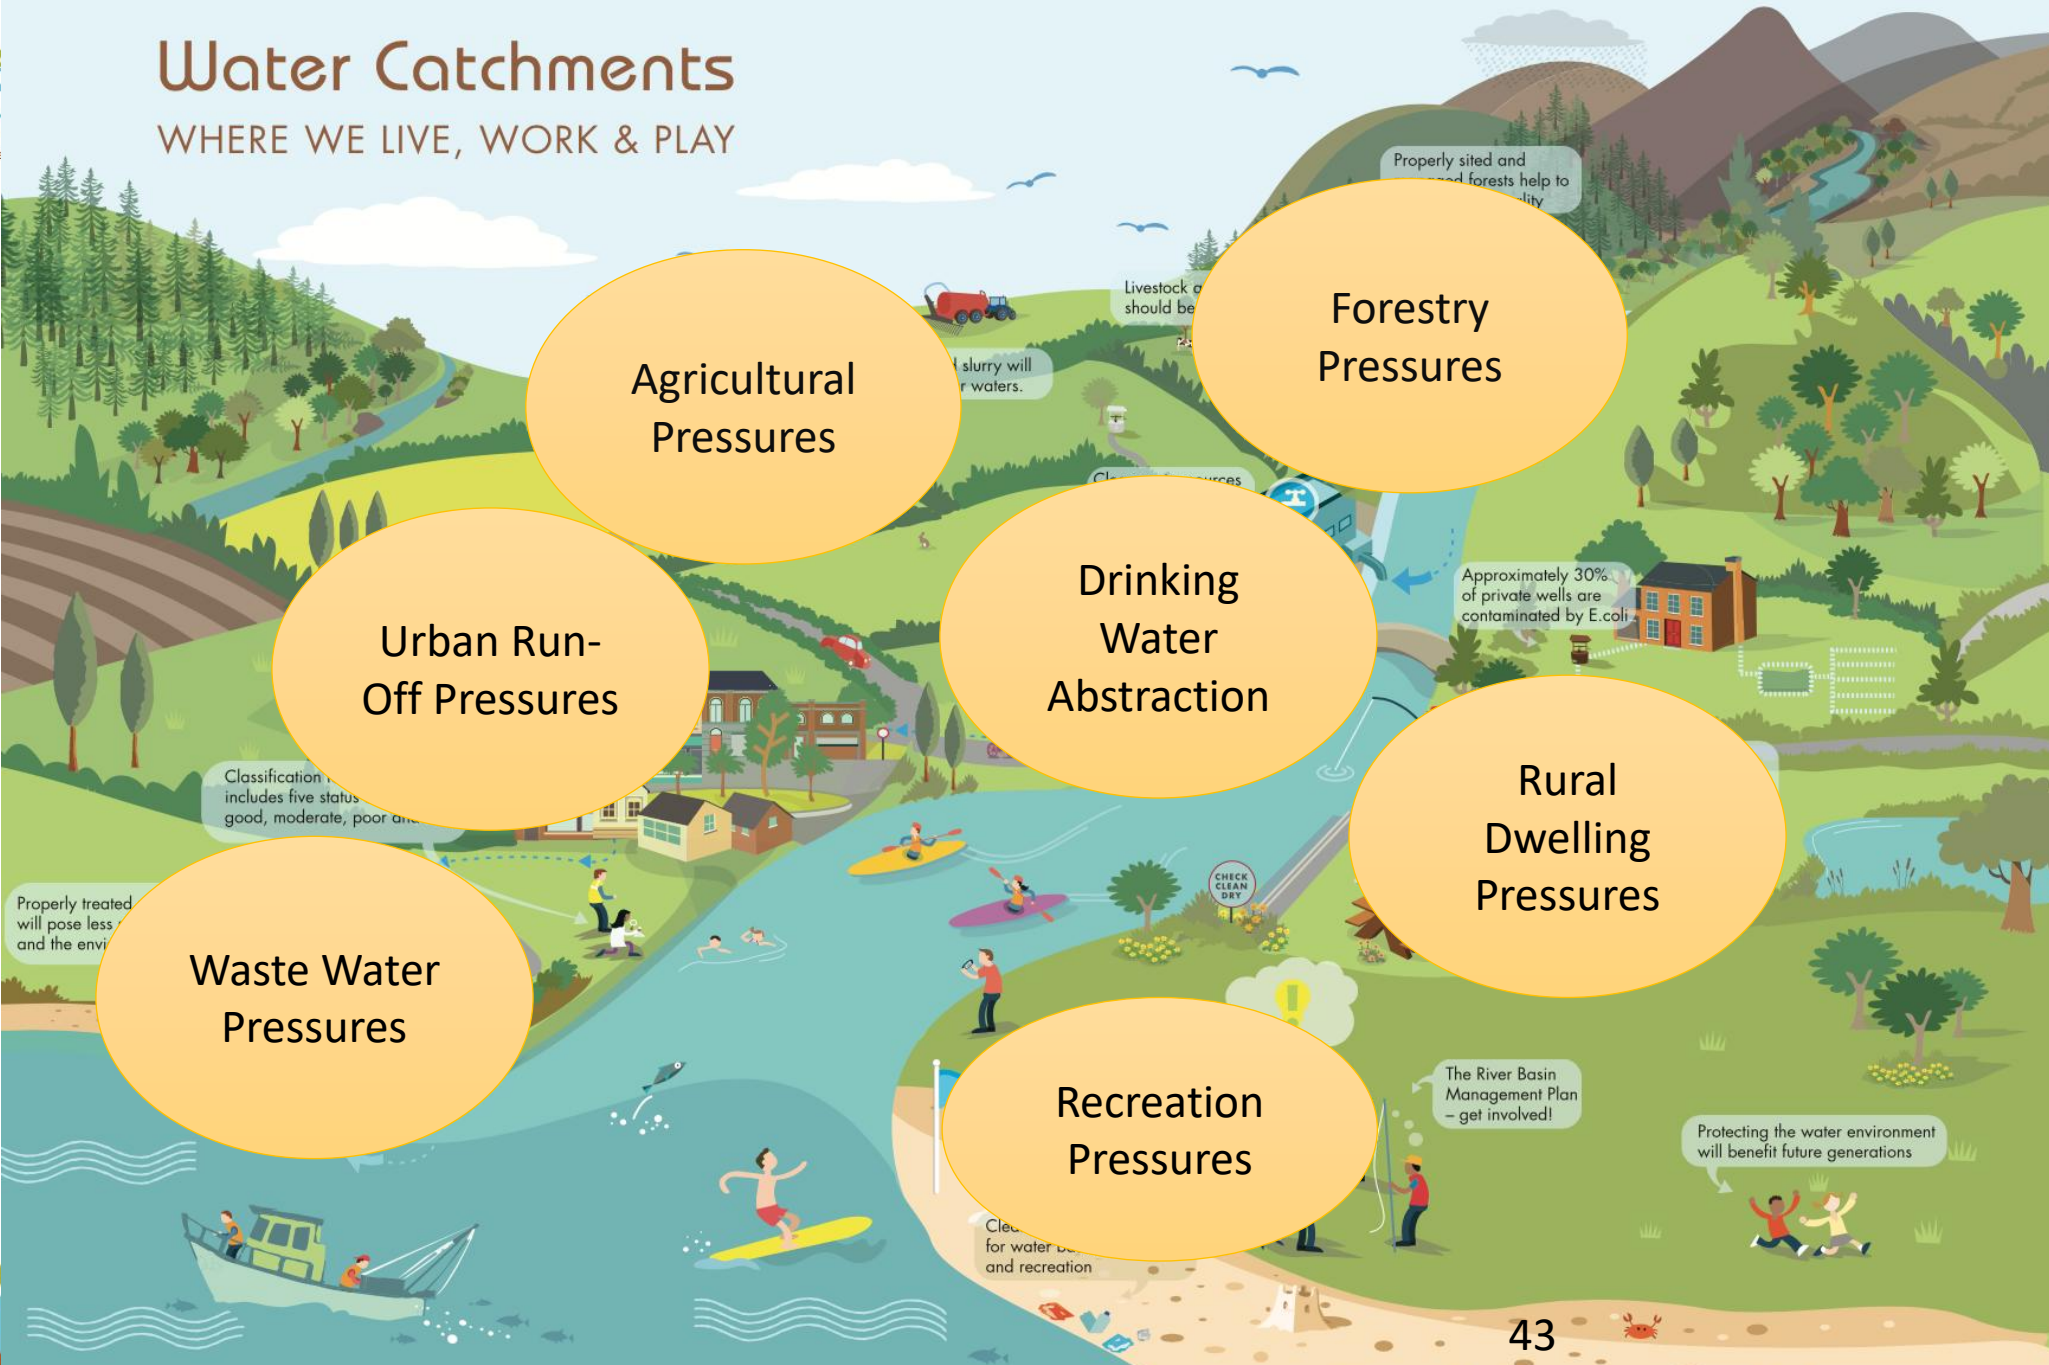 Water Catchments
WHERE WE LIVE, WORK & PLAY
Properly sited and
forests help to
Livestock
should be
Forestry
Pressures
Agricultural
Pressures
slurry will
waters.
Drinking
Water
Abstraction
Approximately 30%
of private wells are
contaminated by E.coli
Urban Run-
Off Pressures
Classification
includes five status
good, moderate, poor
Rural
Dwelling
Pressures
CHECK
CLEAN
DRY
Properly treated
will pose less
and the
Waste Water
Pressures
Recreation
Pressures
The River Basin
Management Plan
– get involved!
Protecting the water environment
will benefit future generations
for water
and recreation
43